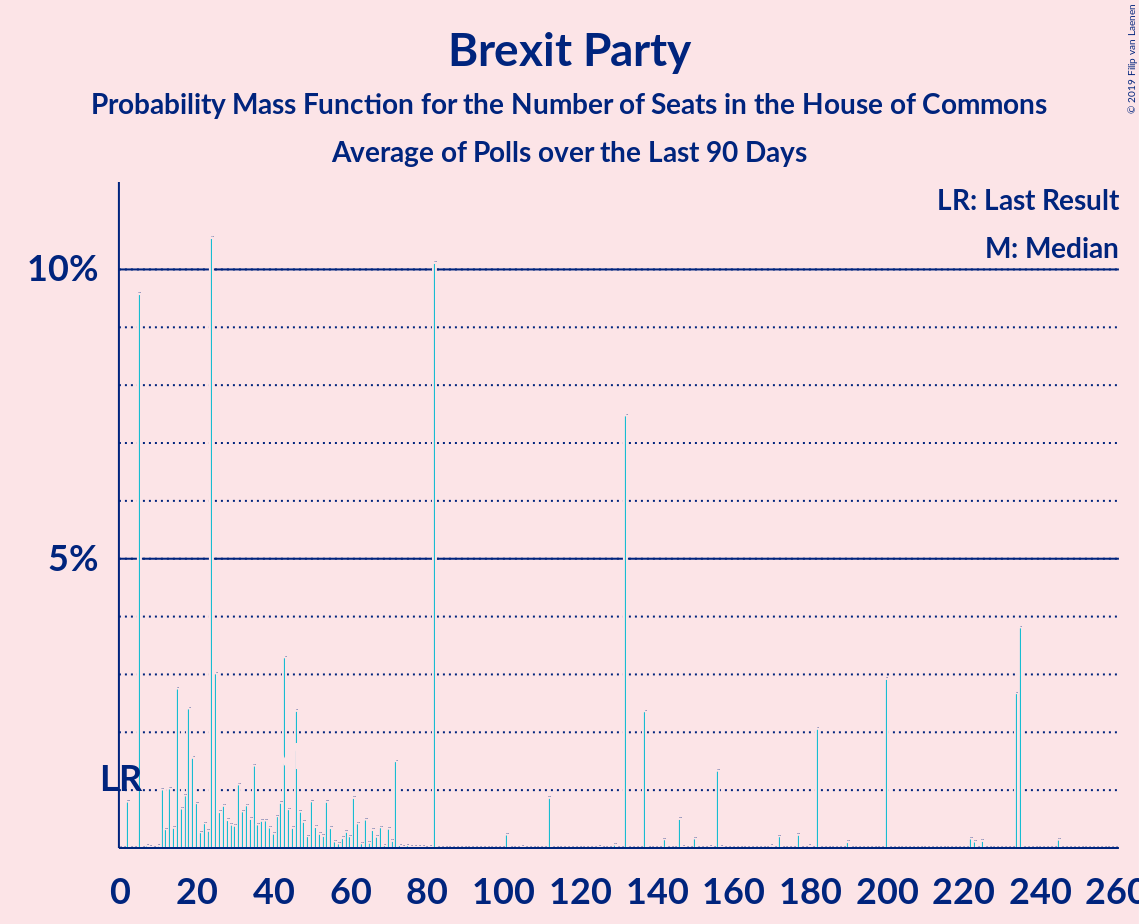 Brexit Party
Probability Mass Function for the Number of Seats in the House of Commons
Average of Polls over the Last 90 Days
© 2019 Filip van Laenen
LR: Last Result
M: Median
10%
5%
LR
0 20 40 60 80 100 120 140 160 180 200 220 240 260